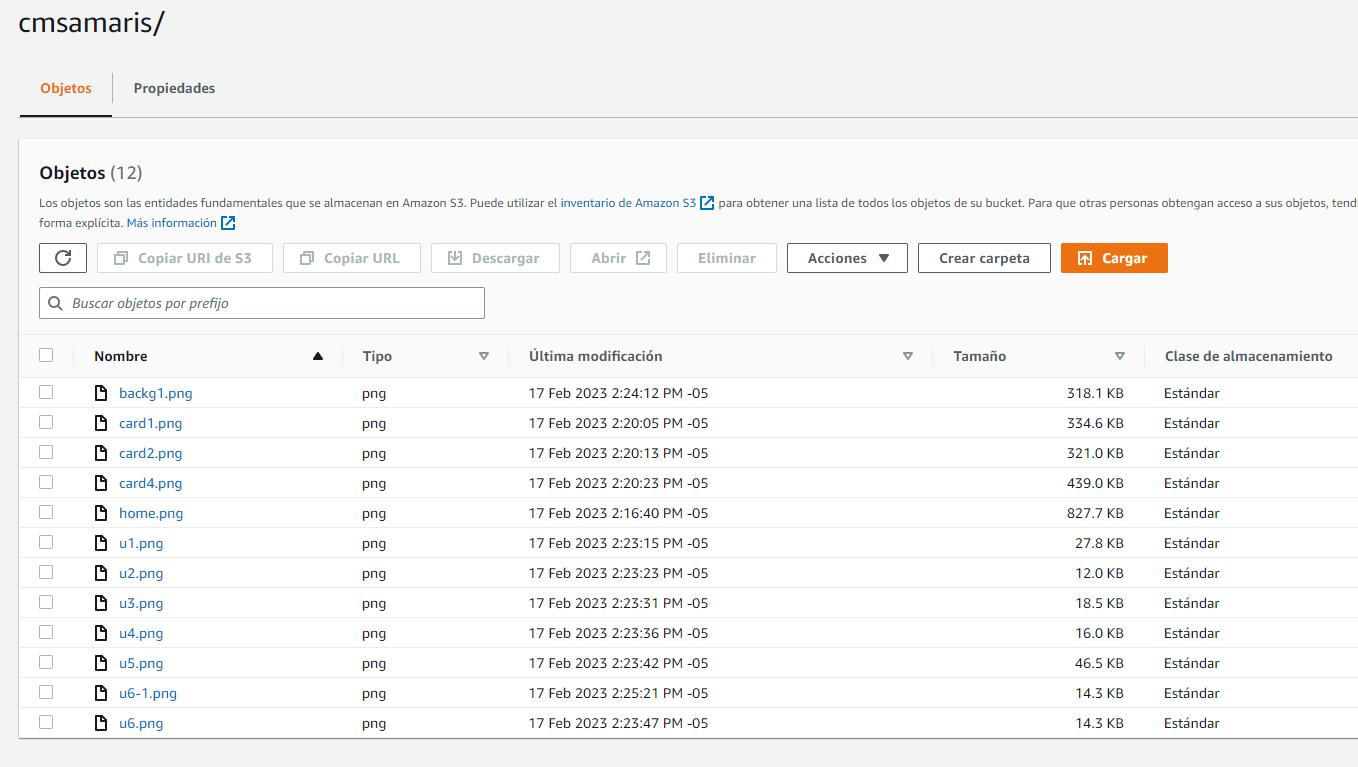 cmsamaris/
Objetos Propiedades
Objetos (12)
Los objetos son las entidades fundamentales que se almacenan en Amazon S3. Puede utilizar el inventario de Amazon S3 para obtener una lista de todos los objetos de su bucket. Para que otras personas obtengan acceso a sus objetos, tend
forma explícita. Más información
Copiar URI de S3 Copiar URL Descargar Abrir Eliminar Acciones Crear carpeta Cargar
Buscar objetos por prefijo
Nombre Tipo Última modificación Tamaño Clase de almacenamiento
backg1.png png 17 Feb 2023 2:24:12 PM -05 318.1 KB Estándar
card1.png png 17 Feb 2023 2:20:05 PM -05 334.6 KB Estándar
card2.png png 17 Feb 2023 2:20:13 PM -05 321.0 KB Estándar
card4.png png 17 Feb 2023 2:20:23 PM -05 439.0 KB Estándar
home.png png 17 Feb 2023 2:16:40 PM -05 827.7 KB Estándar
u1.png png 17 Feb 2023 2:23:15 PM -05 27.8 KB Estándar
u2.png png 17 Feb 2023 2:23:23 PM -05 12.0 KB Estándar
u3.png png 17 Feb 2023 2:23:31 PM -05 18.5 KB Estándar
u4.png png 17 Feb 2023 2:23:36 PM -05 16.0 KB Estándar
u5.png png 17 Feb 2023 2:23:42 PM -05 46.5 KB Estándar
u6-1.png png 17 Feb 2023 2:25:21 PM -05 14.3 KB Estándar
u6.png png 17 Feb 2023 2:23:47 PM -05 14.3 KB Estándar